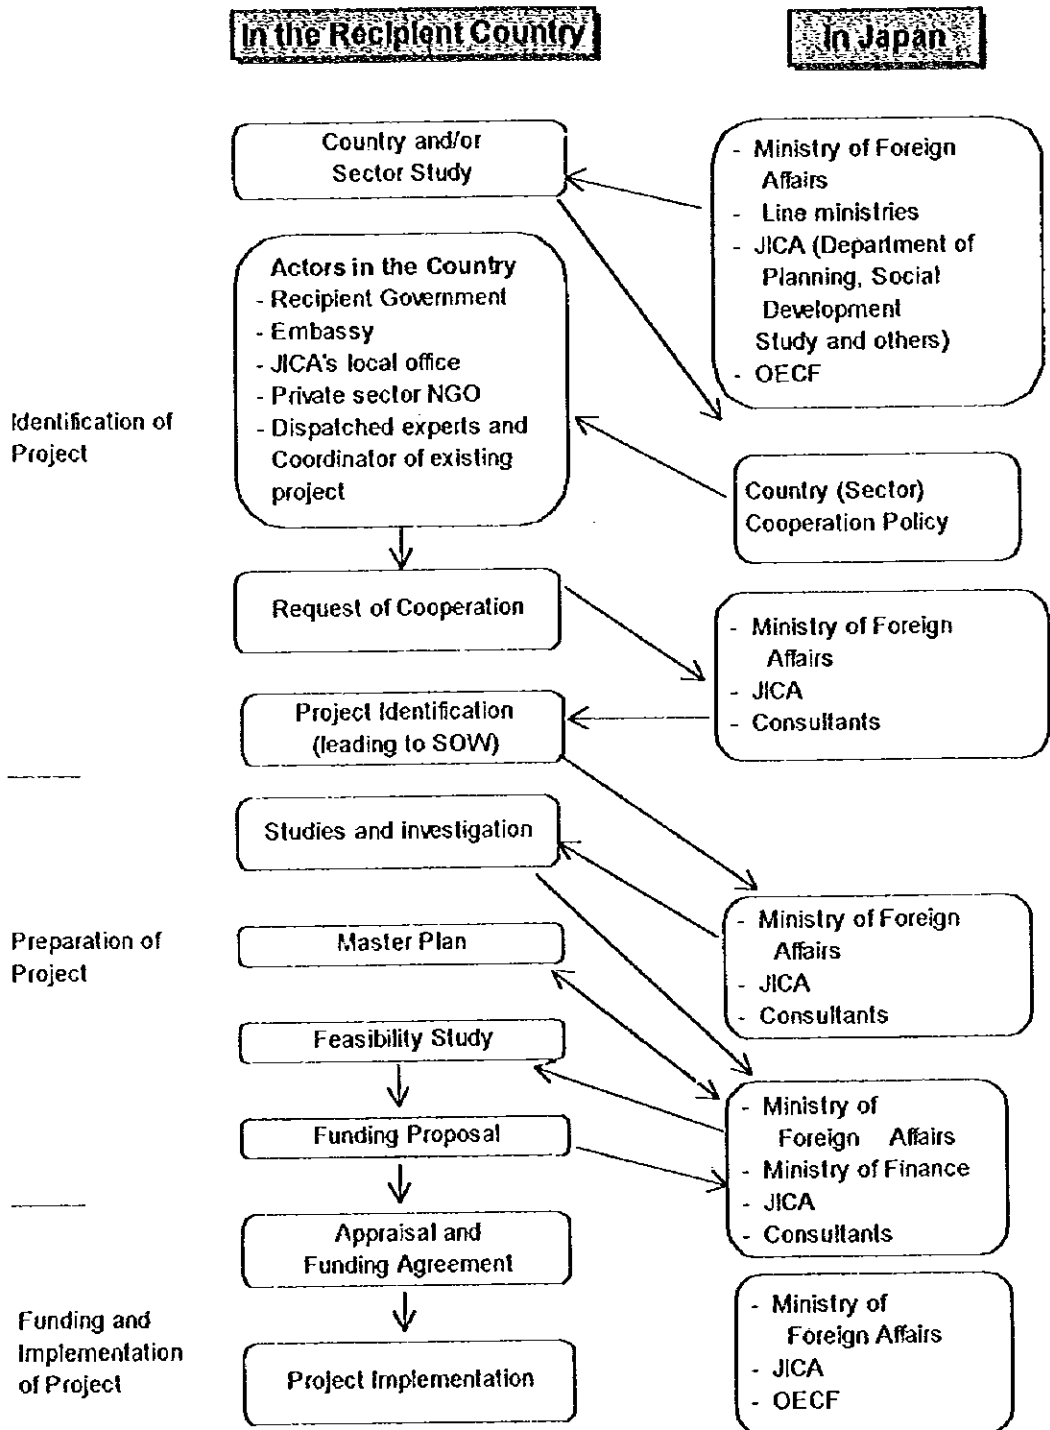 In the Recipient Country
In Japan
Country and/or
Sector Study
- Ministry of Foreign
Affairs
- Line ministries
- JICA (Department of
Planning, Social
Development
Study and others)
- OECF
Actors in the Country
- Recipient Government
- Embassy
- JICA's local office
- Private sector NGO
- Dispatched experts and
Coordinator of existing
project
Identification of
Project
Country (Sector)
Cooperation Policy
Request of Cooperation
- Ministry of Foreign
Affairs
- JICA
- Consultants
Project Identification
(leading to SOW)
Studies and investigation
Preparation of
Project
Master Plan
- Ministry of Foreign
Affairs
- JICA
- Consultants
Feasibility Study
Funding Proposal
- Ministry of
Foreign Affairs
- Ministry of Finance
- JICA
- Consultants
Appraisal and
Funding Agreement
Funding and
Implementation
of Project
Project Implementation
- Ministry of
Foreign Affairs
- JICA
- OECF